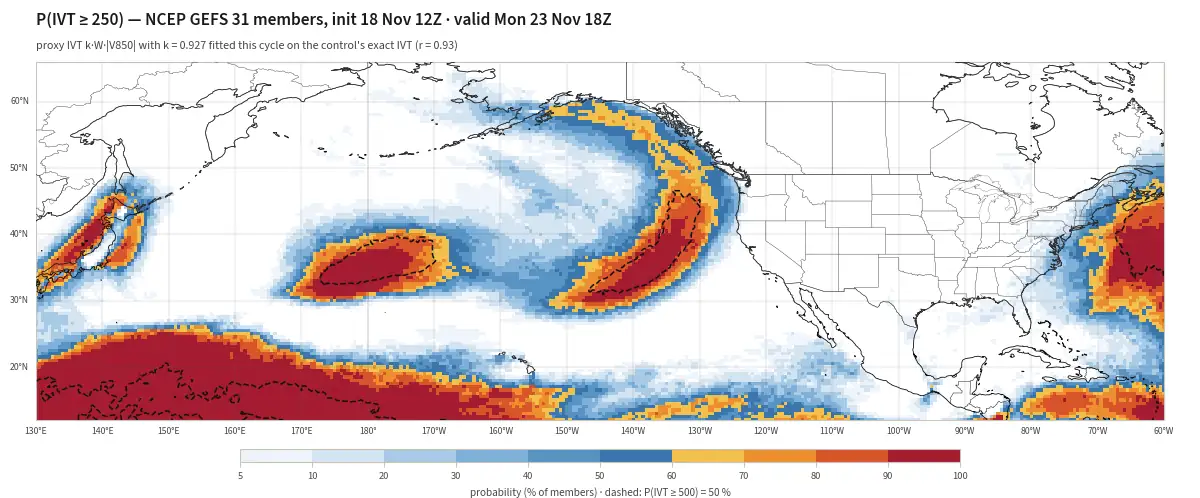 P(IVT ≥ 250) — NCEP GEFS 31 members, init 18 Nov 12Z · valid Mon 23 Nov 18Z
proxy IVT k·W·|V850| with k = 0.927 fitted this cycle on the control's exact IVT (r = 0.93)
60°N
50°N
40°N
30°N
20°N
130°E 140°E 150°E 160°E 170°E 180° 170°W 160°W 150°W 140°W 130°W 120°W 110°W 100°W 90°W 80°W 70°W 60°W
5 10 20 30 40 50 60 70 80 90 100
probability (% of members) · dashed: P(IVT ≥ 500) = 50 %